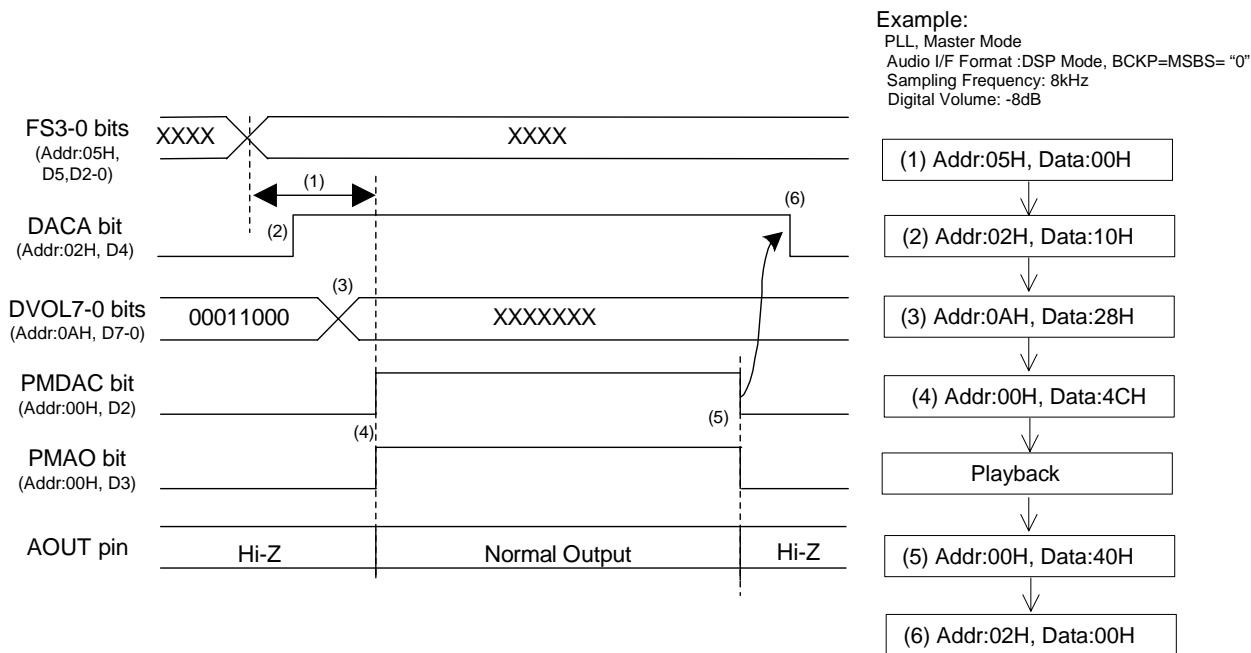 Example:
PLL, Master Mode
Audio I/F Format :DSP Mode, BCKP=MSBS= “0”
Sampling Frequency: 8kHz
Digital Volume: -8dB
FS3-0 bits
(Addr:05H,
D5,D2-0)
XXXX
XXXX
(1)
DACA bit
(Addr:02H, D4)
(2)
(6)
DVOL7-0 bits
(Addr:0AH, D7-0)
00011000
(3)
XXXXXXX
PMDAC bit
(Addr:00H, D2)
(4)
(5)
PMAO bit
(Addr:00H, D3)
AOUT pin
Hi-Z
Normal Output
Hi-Z
(1) Addr:05H, Data:00H
(2) Addr:02H, Data:10H
(3) Addr:0AH, Data:28H
(4) Addr:00H, Data:4CH
Playback
(5) Addr:00H, Data:40H
(6) Addr:02H, Data:00H